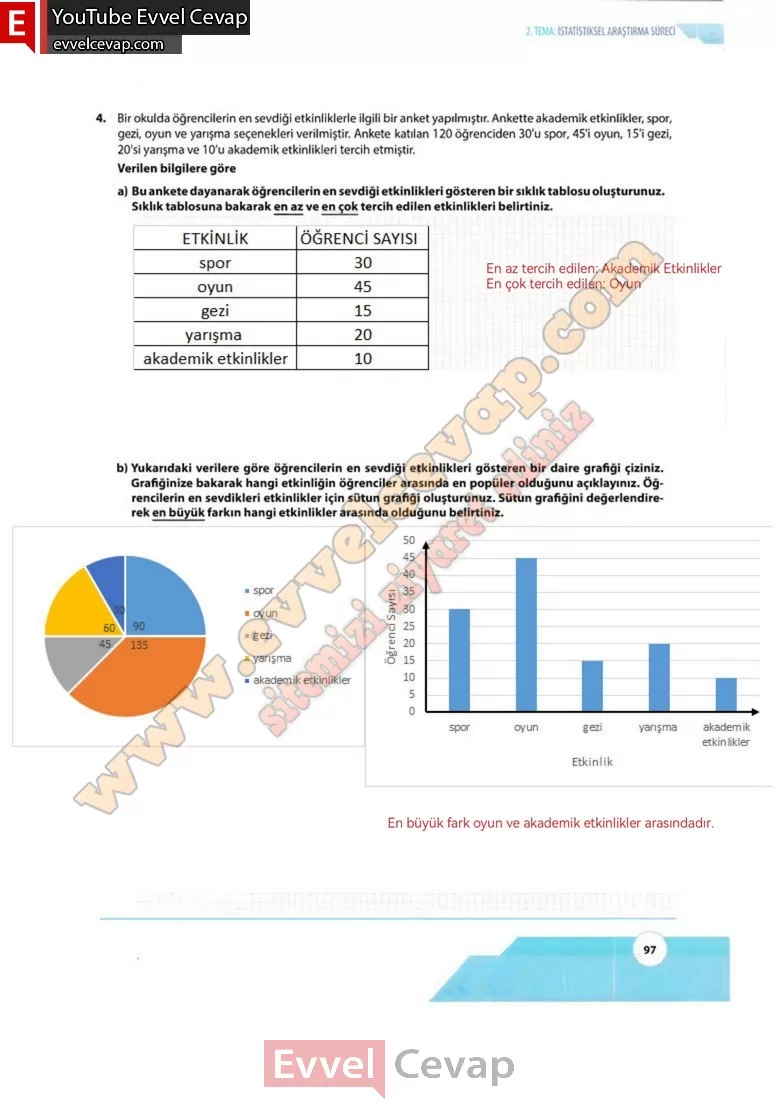 E YouTube Evvel Cevap
evvelcevap.com
2. TEMA: İSTATİSTİKSEL ARAŞTIRMA SÜRECİ
4. Bir okulda öğrencilerin en sevdiği etkinliklerle ilgili bir anket yapılmıştır. Ankette akademik etkinlikler, spor,
gezi, oyun ve yarışma seçenekleri verilmiştir. Ankete katılan 120 öğrenciden 30'u spor, 45'i oyun, 15'i gezi,
20'si yarışma ve 10'u akademik etkinlikleri tercih etmiştir.
Verilen bilgilere göre
a) Bu ankete dayanarak öğrencilerin en sevdiği etkinlikleri gösteren bir sıklık tablosu oluşturunuz.
Sıklık tablosuna bakarak en az ve en çok tercih edilen etkinlikleri belirtiniz.
ETKİNLİK ÖĞRENCİ SAYISI
spor 30
oyun 45
gezi 15
yarışma 20
akademik etkinlikler 10
En az tercih edilen: Akademik Etkinlikler
En çok tercih edilen: Oyun
b) Yukarıdaki verilere göre öğrencilerin en sevdiği etkinlikleri gösteren bir daire grafiği çiziniz.
Grafiğinize bakarak hangi etkinliğin öğrenciler arasında en popüler olduğunu açıklayınız. Öğ-
rencilerin en sevdikleri etkinlikler için sütun grafiği oluşturunuz. Sütun grafiğini değerlendire-
rek en büyük farkın hangi etkinlikler arasında olduğunu belirtiniz.
30
60 90
45 135
spor
oyun
gezi
yarışma
akademik etkinlikler
50
45
40
35
30
25
20
15
10
5
0
Öğrenci Sayısı
spor oyun gezi yarışma akademik
etkinlikler
Etkinlik
En büyük fark oyun ve akademik etkinlikler arasındadır.
www.evvelcevap.com
sitemizi ziyaret ediniz
97
Evvel Cevap